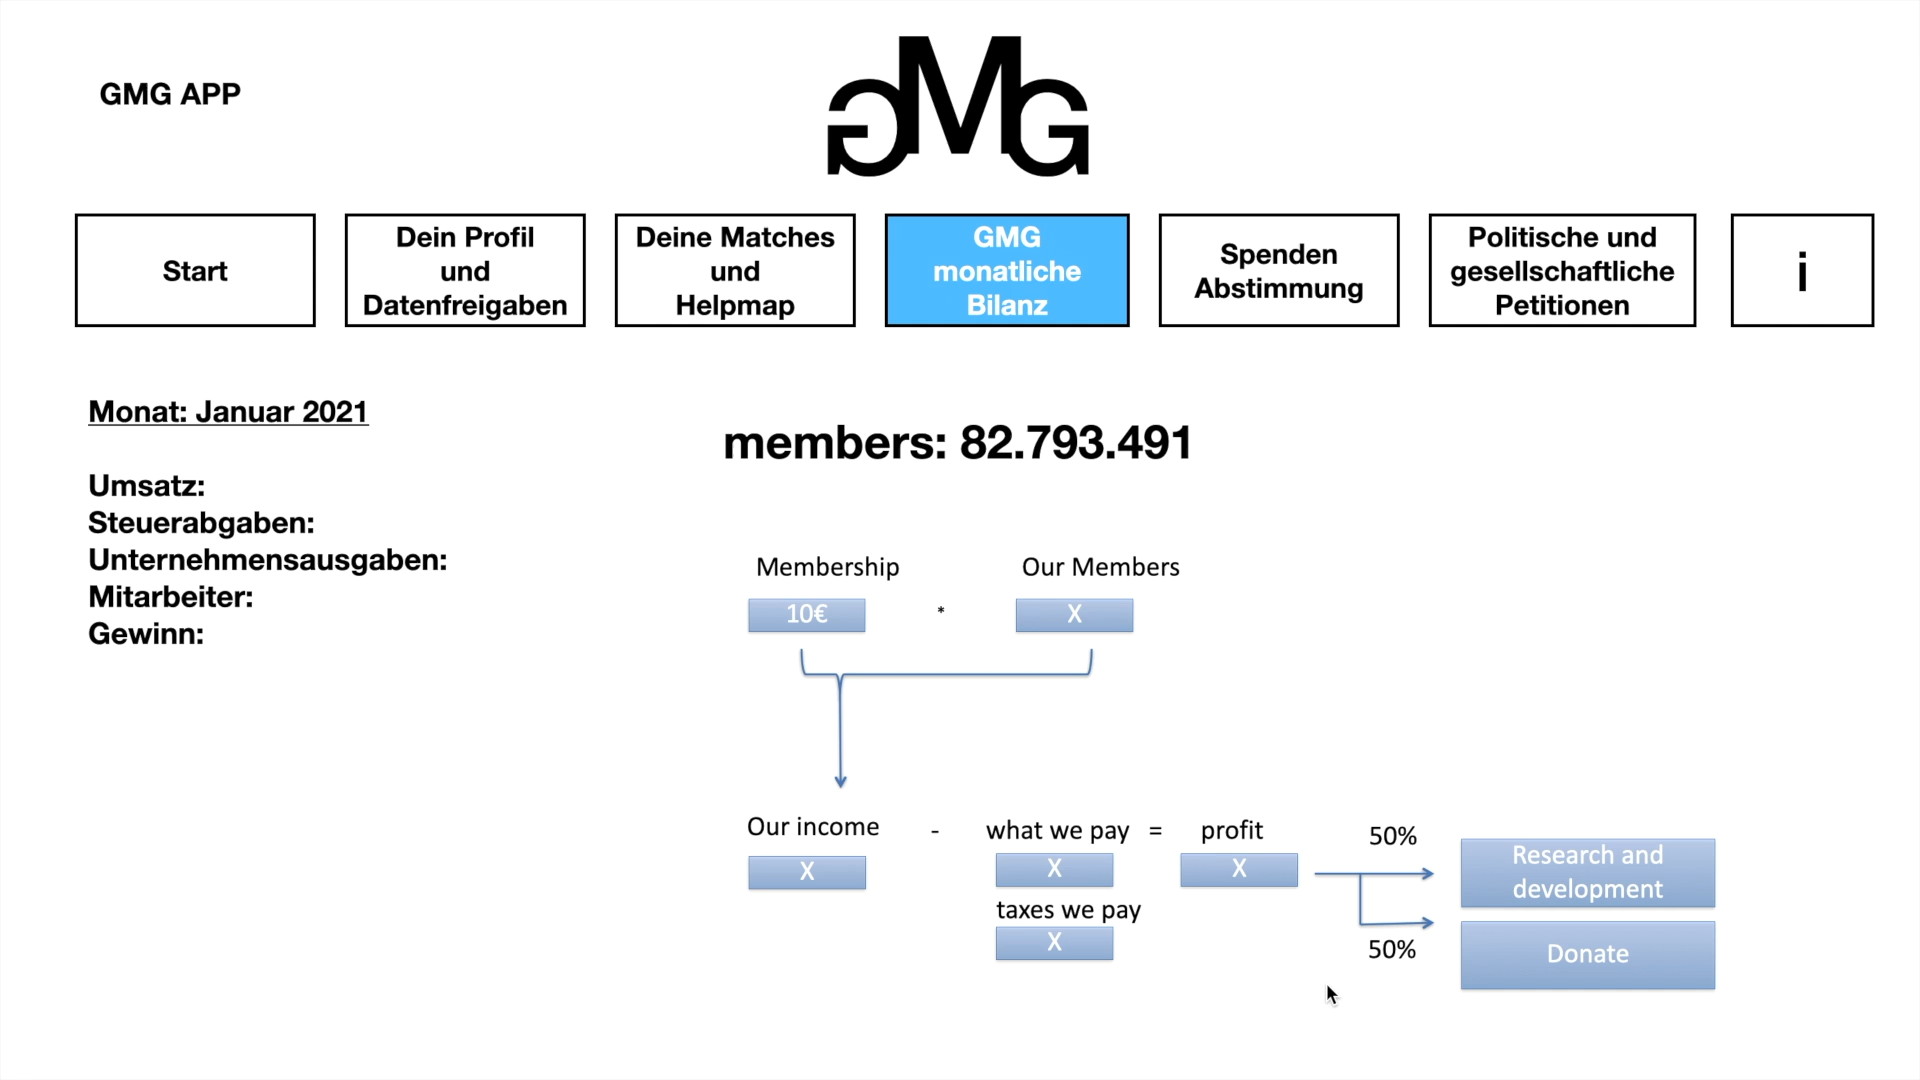 GMG APP
GMG
Start
Dein Profil
und
Datenfreigaben
Deine Matches
und
Helpmap
GMG
monatliche
Bilanz
Spenden
Abstimmung
Politische und
gesellschaftliche
Petitionen
i
Monat: Januar 2021
members: 82.793.491
Umsatz:
Steuerabgaben:
Unternehmensausgaben:
Mitarbeiter:
Gewinn:
Membership
Our Members
10€
*
X
Our income
-
what we pay
=
profit
X
X
X
taxes we pay
X
50%
50%
Research and
development
Donate